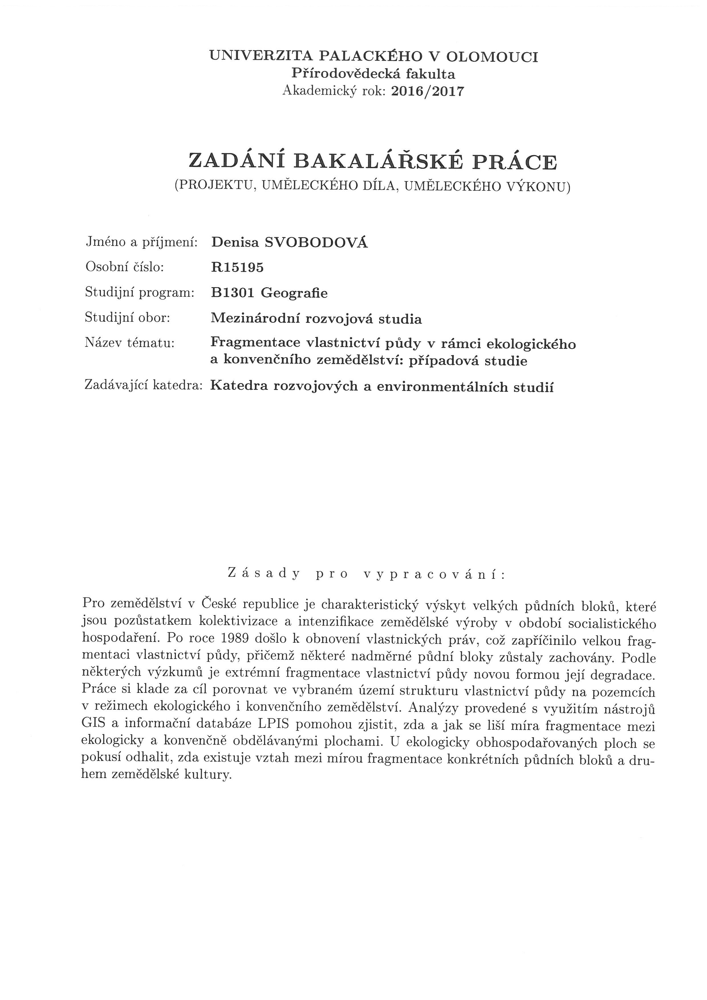 UNIVERZITA PALACKÉHO V OLOMOUCI
Přírodovědecká fakulta
Akademický rok: 2016/2017
ZADÁNÍ BAKALÁŘSKÉ PRÁCE
(PROJEKTU, UMĚLECKÉHO DÍLA, UMĚLECKÉHO VÝKONU)
Jméno a příjmení: Denisa SVOBODOVÁ
Osobní číslo: R15195
Studijní program: B1301 Geografie
Studijní obor: Mezinárodní rozvojová studia
Název tématu: Fragmentace vlastnictví půdy v rámci ekologického
a konvenčního zemědělství: případová studie
Zadávající katedra: Katedra rozvojových a environmentálních studií
Zásady pro vypracování:
Pro zemědělství v České republice je charakteristický výskyt velkých půdních bloků, které
jsou pozůstatkem kolektivizace a intenzifikace zemědělské výroby v období socialistického
hospodaření. Po roce 1989 došlo k obnovení vlastnických práv, což zapříčinilo velkou frag-
mentaci vlastnictví půdy, přičemž některé nadměrné půdní bloky zůstaly zachovány. Podle
některých výzkumů je extrémní fragmentace vlastnictví půdy novou formou její degradace.
Práce si klade za cíl porovnat ve vybraném území strukturu vlastnictví půdy na pozemcích
v režimech ekologického i konvenčního zemědělství. Analýzy provedené s využitím nástrojů
GIS a informační databáze LPIS pomohou zjistit, zda a jak se liší míra fragmentace mezi
ekologicky a konvenčně obdělávanými plochami. U ekologicky obhospodařovaných ploch se
pokusí odhalit, zda existuje vztah mezi mírou fragmentace konkrétních půdních bloků a dru-
hem zemědělské kultury.